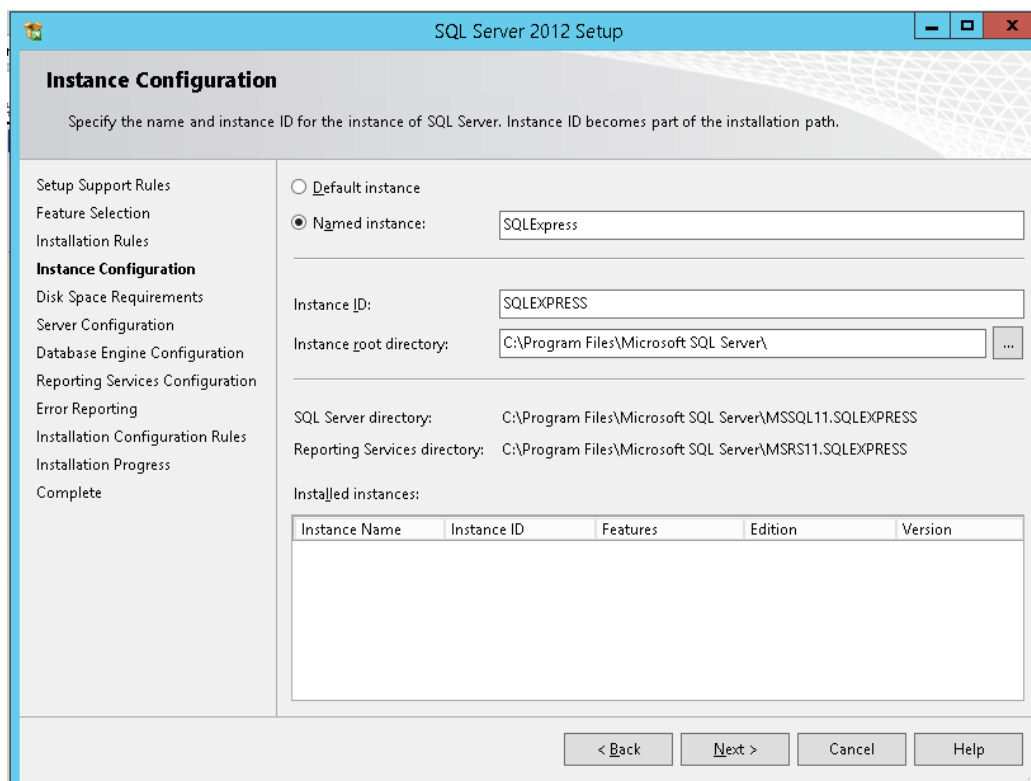 SQL Server 2012 Setup
Instance Configuration
Specify the name and instance ID for the instance of SQL Server. Instance ID becomes part of the installation path.
Setup Support Rules
Feature Selection
Installation Rules
Instance Configuration
Disk Space Requirements
Server Configuration
Database Engine Configuration
Reporting Services Configuration
Error Reporting
Installation Configuration Rules
Installation Progress
Complete
Default instance
Named instance: SQLExpress
Instance ID: SQLEXPRESS
Instance root directory: C:\Program Files\Microsoft SQL Server\ ...
SQL Server directory: C:\Program Files\Microsoft SQL Server\MSSQL11.SQLEXPRESS
Reporting Services directory: C:\Program Files\Microsoft SQL Server\MSRS11.SQLEXPRESS
Installed instances:
Instance Name Instance ID Features Edition Version
< Back Next > Cancel Help